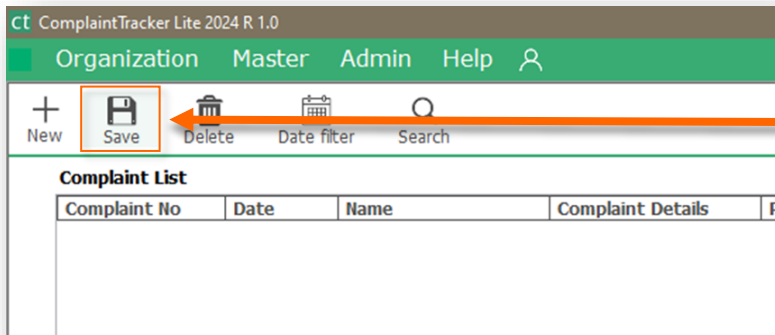 ct ComplaintTracker Lite 2024 R 1.0
Organization Master Admin Help
New Save Delete Date filter Search
Complaint List
Complaint No Date Name Complaint Details